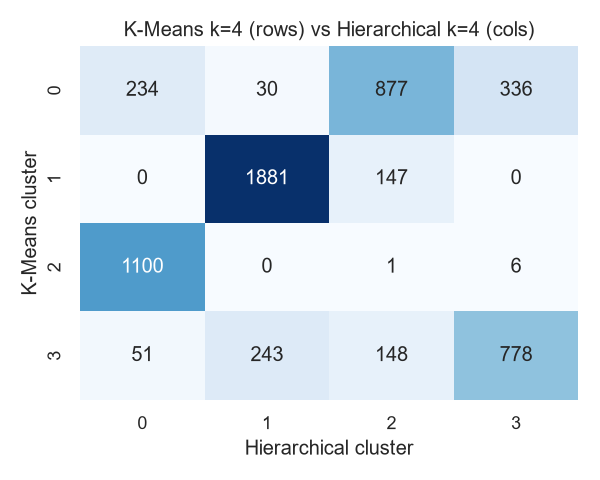 K-Means k=4 (rows) vs Hierarchical k=4 (cols)
K-Means cluster
0 234 30 877 336
1 0 1881 147 0
2 1100 0 1 6
3 51 243 148 778
0 1 2 3
Hierarchical cluster